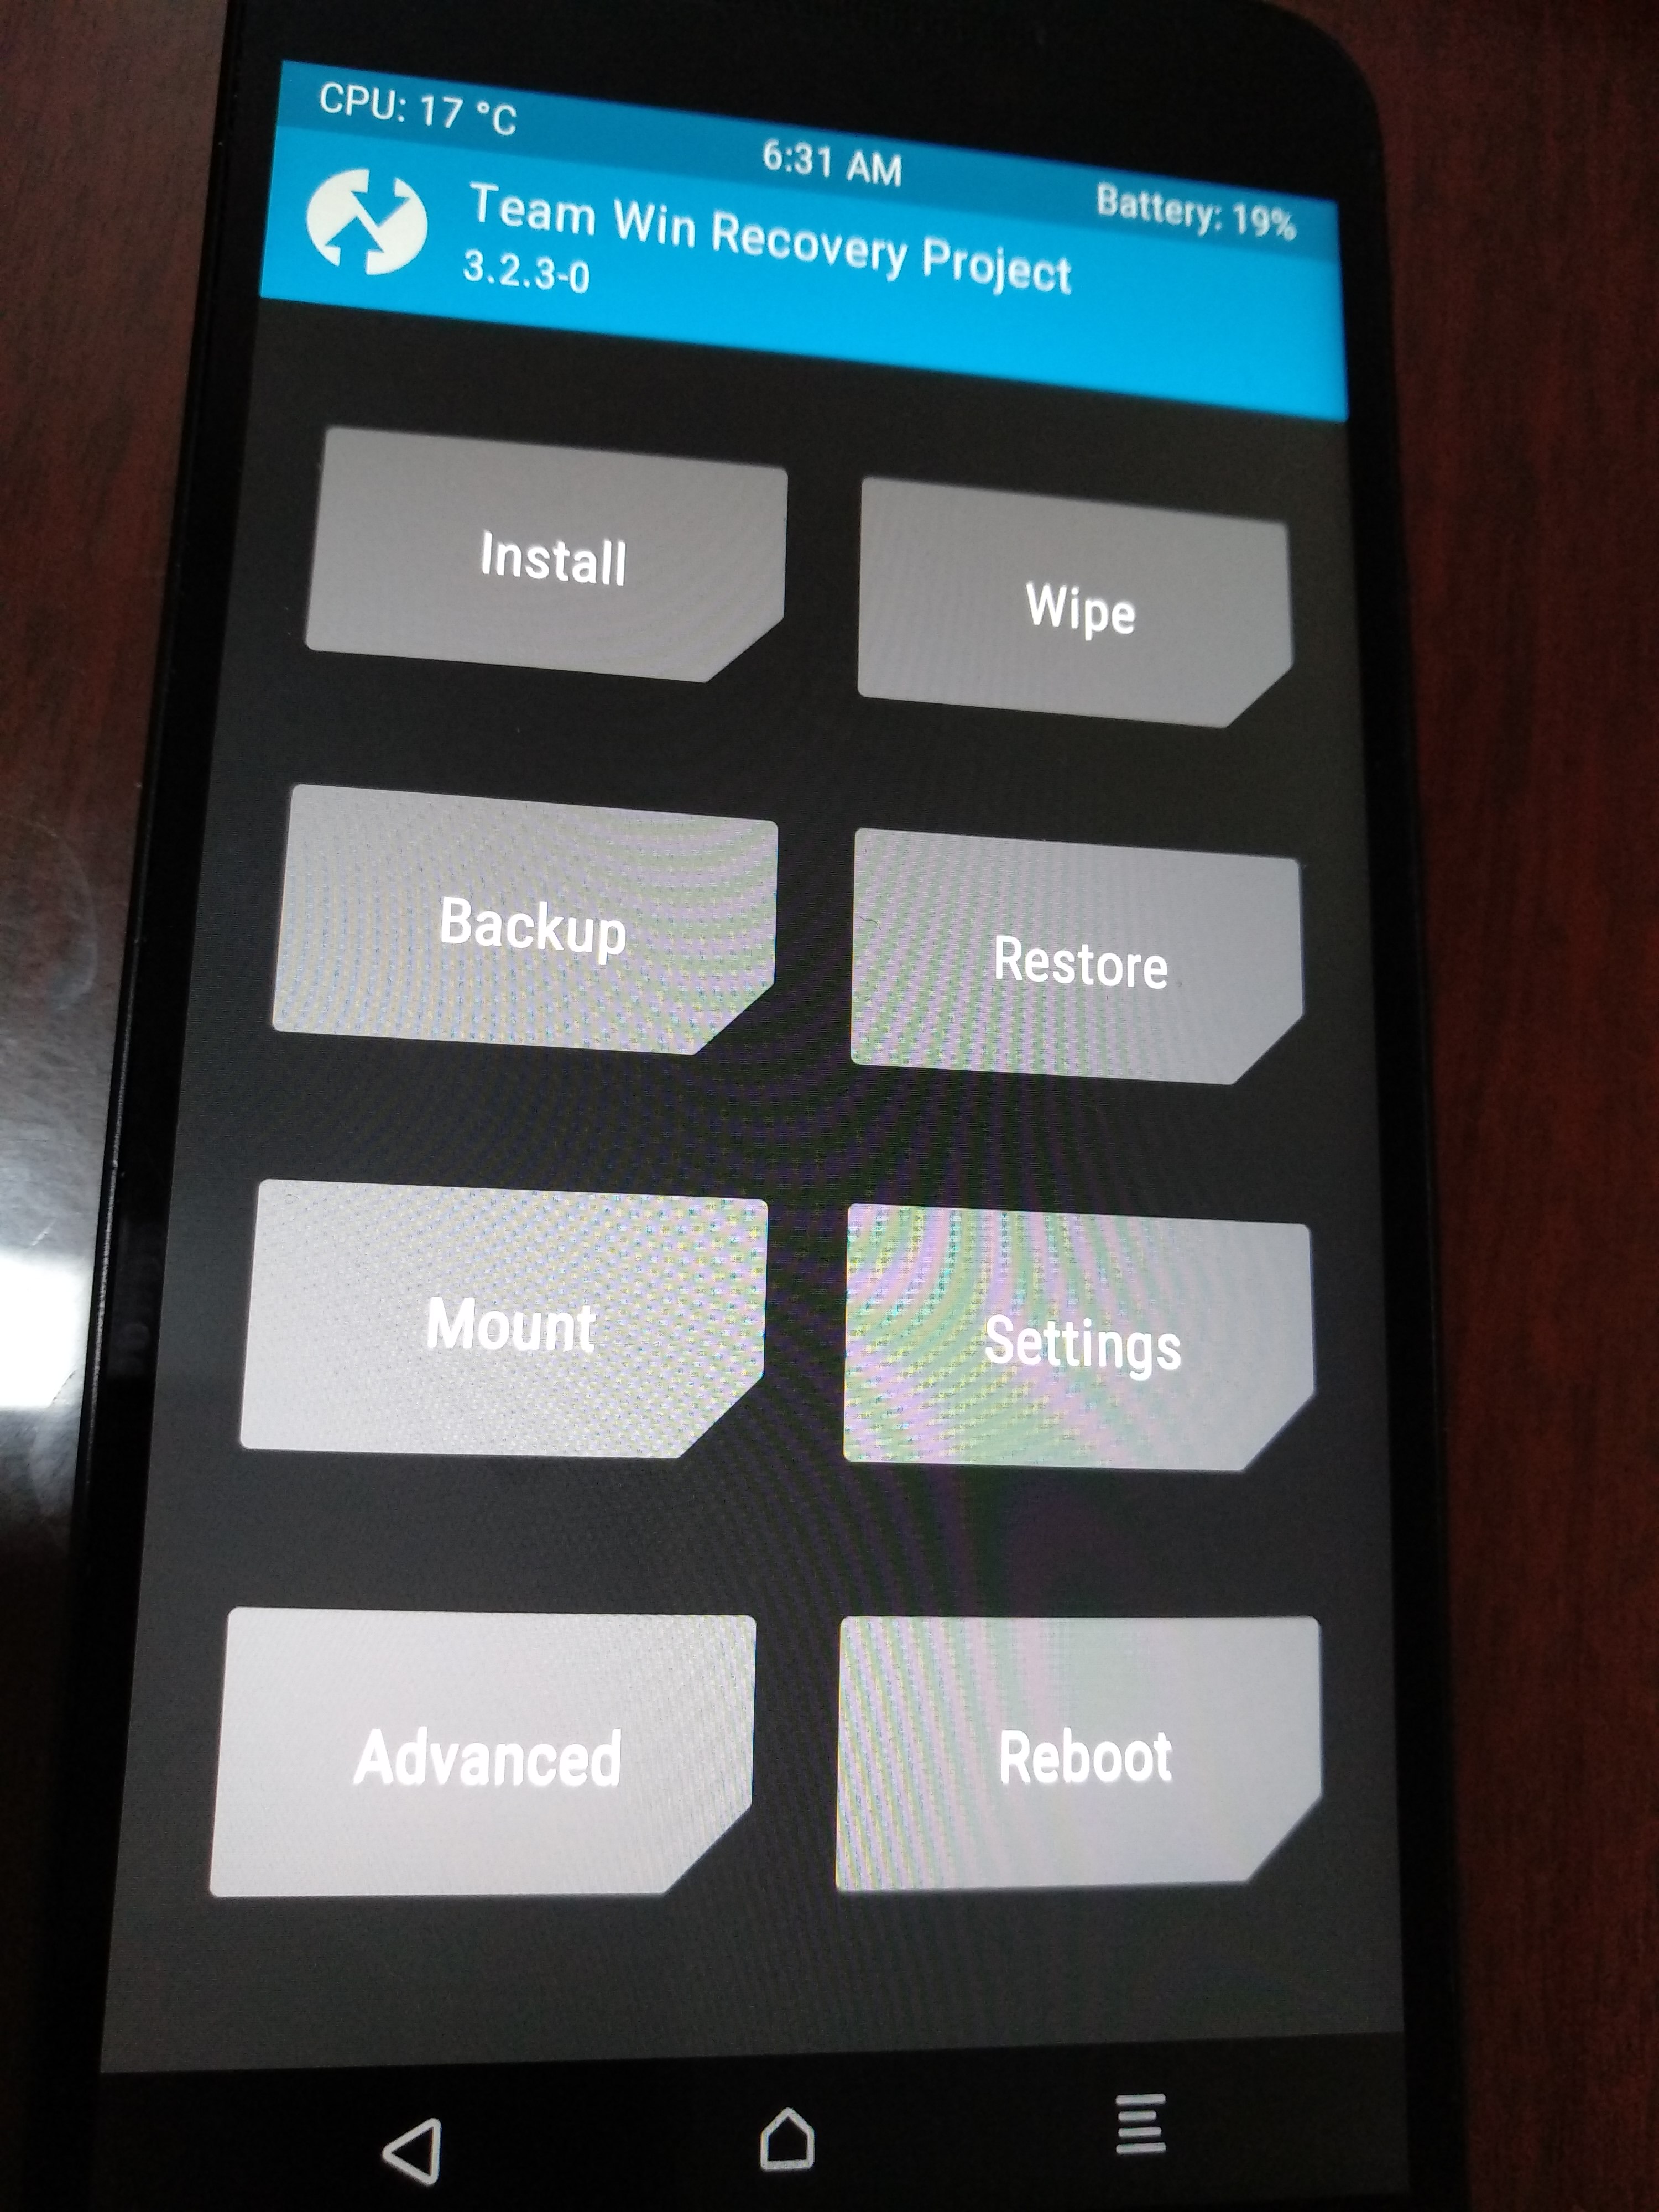 CPU: 17 °C
6:31 AM
Battery: 19%
Team Win Recovery Project
3.2.3-0
Install
Wipe
Backup
Restore
Mount
Settings
Advanced
Reboot